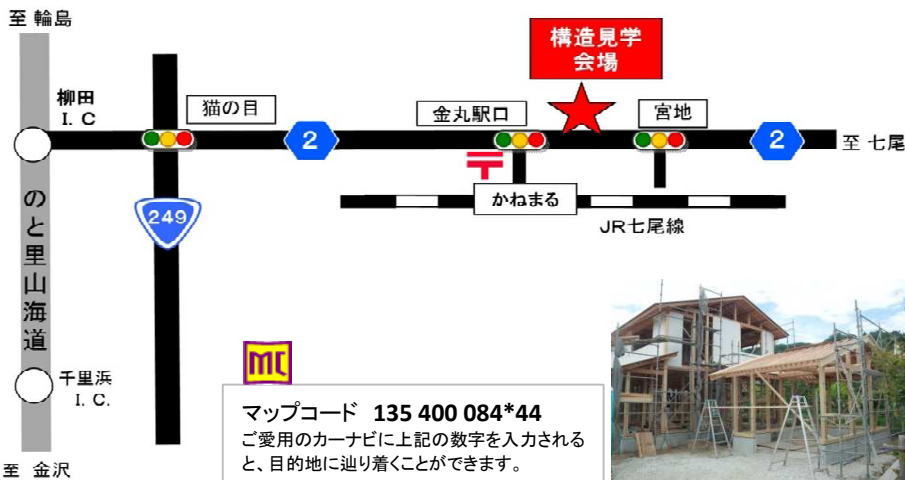 至 輪島
構造見学
会場
柳田
I. C
猫の目
金丸駅口
宮地
2
2
至 七尾
249
かねまる
JR七尾線
のと里山海道
千里浜
I. C.
mc
マップコード 135 400 084*44
ご愛用のカーナビに上記の数字を入力される
と、目的地に辿り着くことができます。
至 金沢